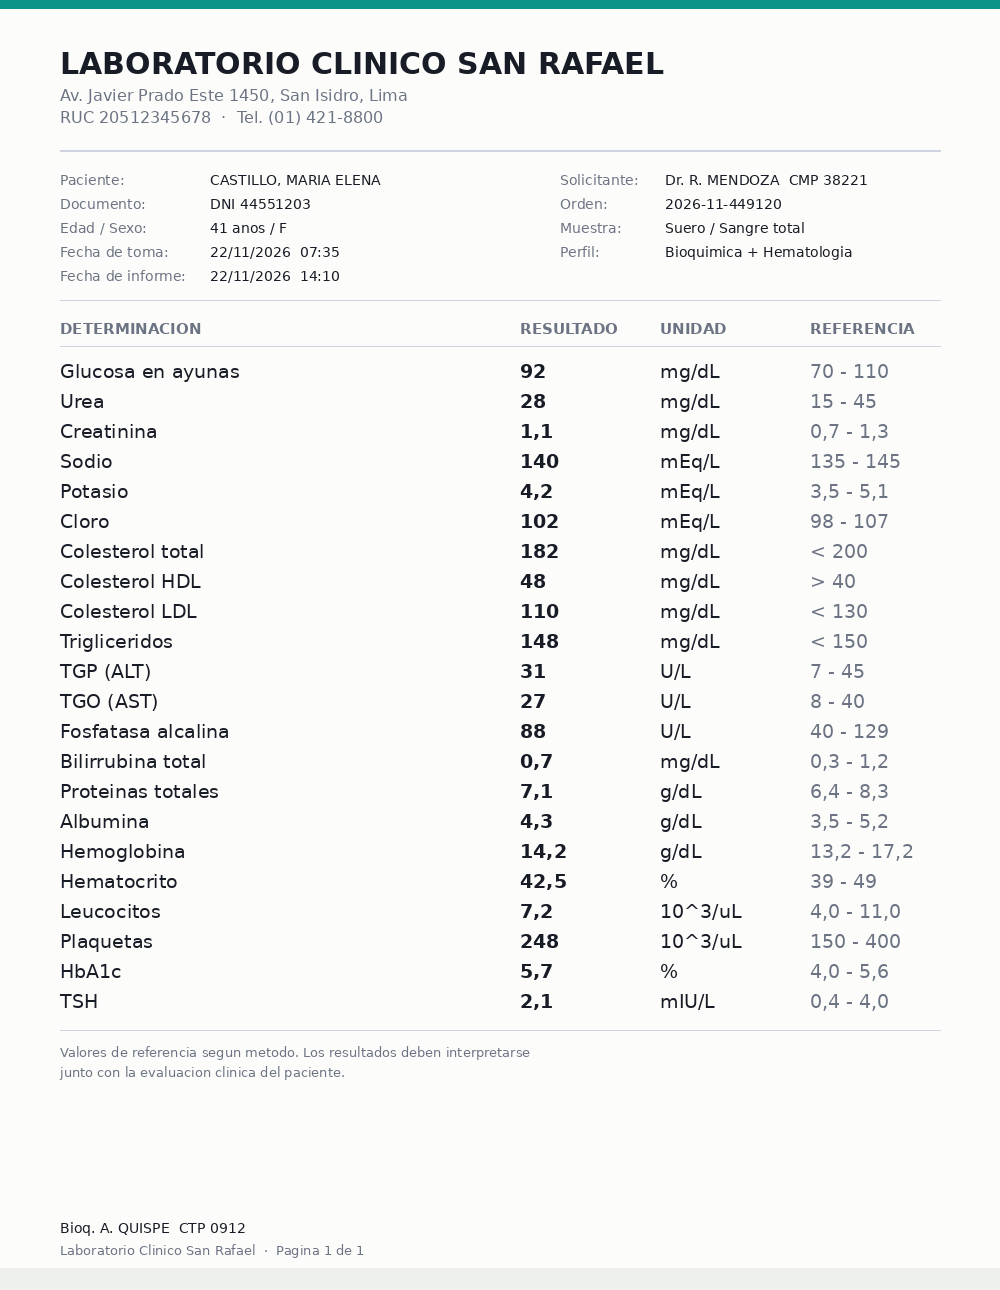 LABORATORIO CLINICO SAN RAFAEL
Av. Javier Prado Este 1450, San Isidro, Lima
RUC 20512345678 · Tel. (01) 421-8800
Paciente: CASTILLO, MARIA ELENA Solicitante: Dr. R. MENDOZA CMP 38221
Documento: DNI 44551203 Orden: 2026-11-449120
Edad / Sexo: 41 anos / F Muestra: Suero / Sangre total
Fecha de toma: 22/11/2026 07:35 Perfil: Bioquimica + Hematologia
Fecha de informe: 22/11/2026 14:10
DETERMINACION RESULTADO UNIDAD REFERENCIA
Glucosa en ayunas 92 mg/dL 70 - 110
Urea 28 mg/dL 15 - 45
Creatinina 1,1 mg/dL 0,7 - 1,3
Sodio 140 mEq/L 135 - 145
Potasio 4,2 mEq/L 3,5 - 5,1
Cloro 102 mEq/L 98 - 107
Colesterol total 182 mg/dL < 200
Colesterol HDL 48 mg/dL > 40
Colesterol LDL 110 mg/dL < 130
Trigliceridos 148 mg/dL < 150
TGP (ALT) 31 U/L 7 - 45
TGO (AST) 27 U/L 8 - 40
Fosfatasa alcalina 88 U/L 40 - 129
Bilirrubina total 0,7 mg/dL 0,3 - 1,2
Proteinas totales 7,1 g/dL 6,4 - 8,3
Albumina 4,3 g/dL 3,5 - 5,2
Hemoglobina 14,2 g/dL 13,2 - 17,2
Hematocrito 42,5 % 39 - 49
Leucocitos 7,2 10^3/uL 4,0 - 11,0
Plaquetas 248 10^3/uL 150 - 400
HbA1c 5,7 % 4,0 - 5,6
TSH 2,1 mIU/L 0,4 - 4,0
Valores de referencia segun metodo. Los resultados deben interpretarse
junto con la evaluacion clinica del paciente.
Bioq. A. QUISPE CTP 0912
Laboratorio Clinico San Rafael · Pagina 1 de 1